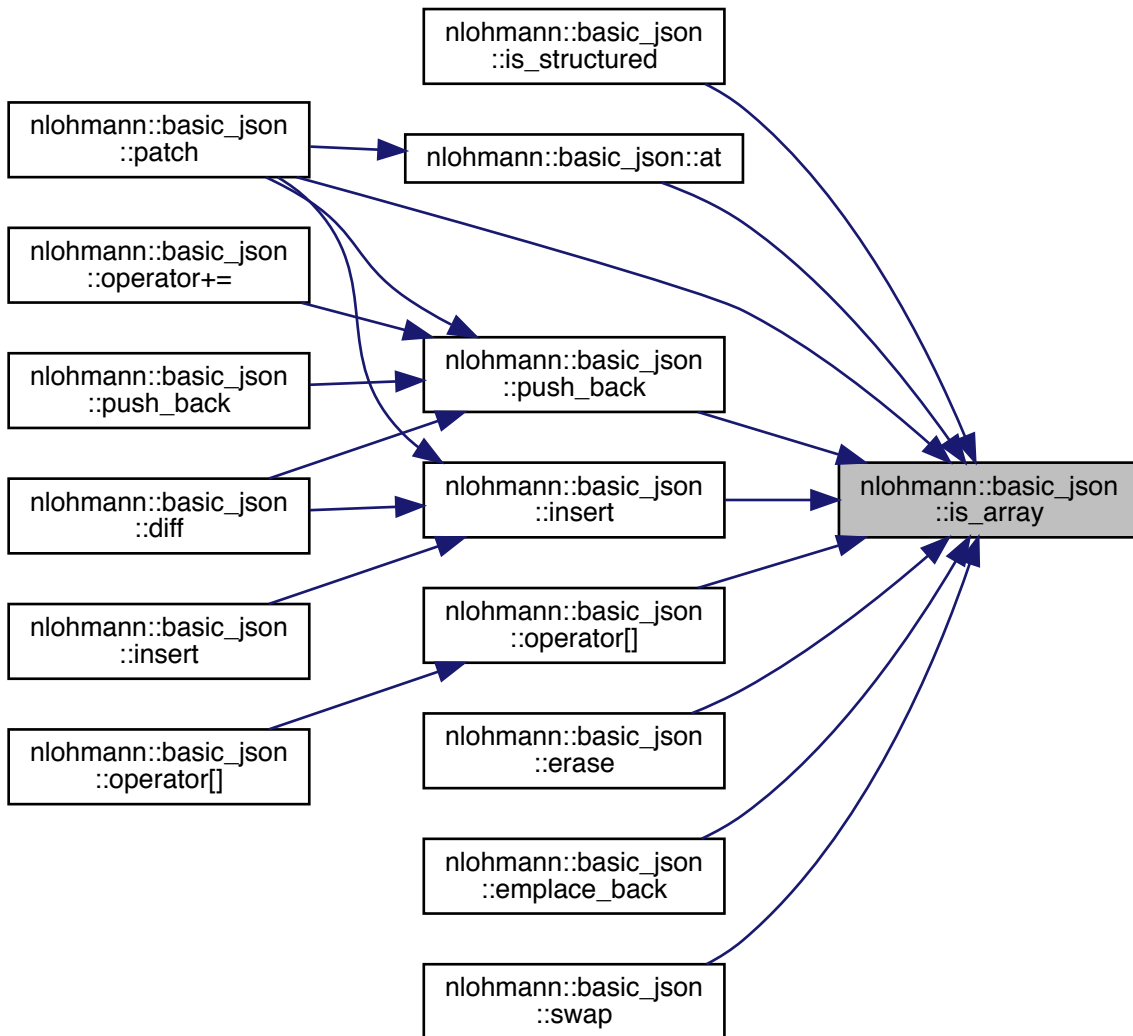 nlohmann::basic_json
::is_structured
nlohmann::basic_json
::patch
nlohmann::basic_json::at
nlohmann::basic_json
::operator+=
nlohmann::basic_json
::push_back
nlohmann::basic_json
::push_back
nlohmann::basic_json
::diff
nlohmann::basic_json
::insert
nlohmann::basic_json
::is_array
nlohmann::basic_json
::insert
nlohmann::basic_json
::operator[]
nlohmann::basic_json
::operator[]
nlohmann::basic_json
::erase
nlohmann::basic_json
::emplace_back
nlohmann::basic_json
::swap